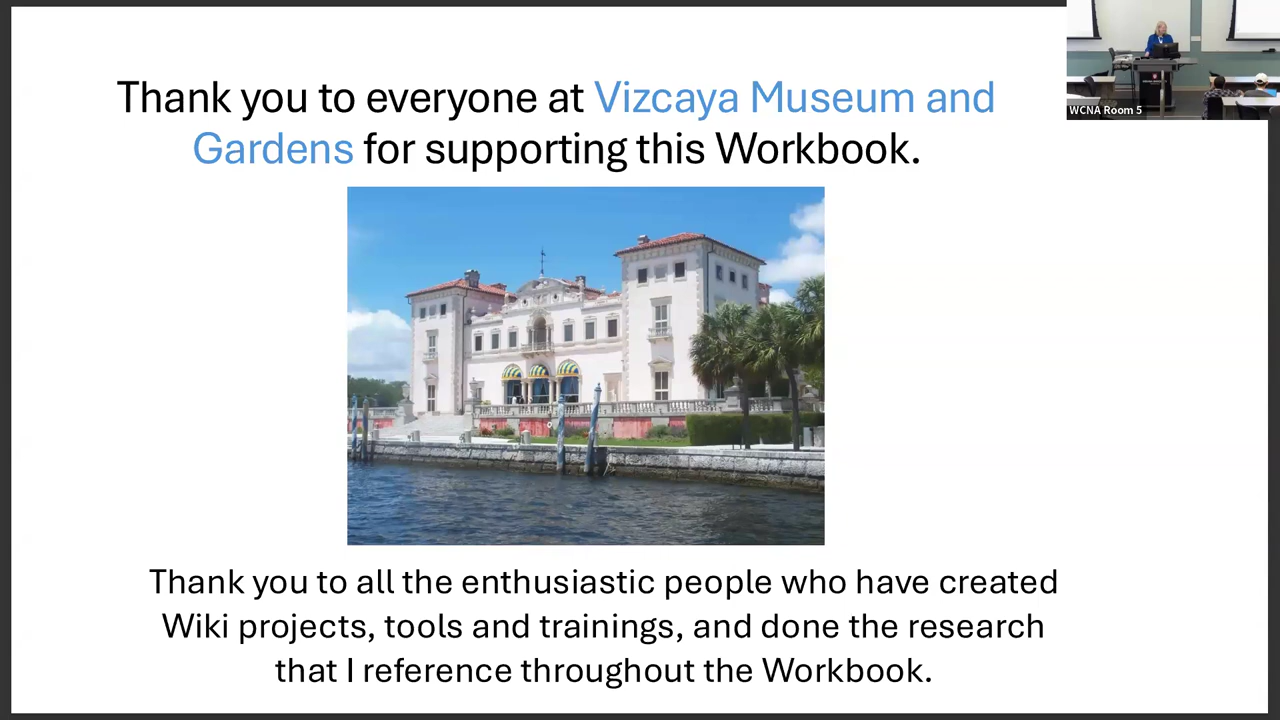 Thank you to everyone at Vizcaya Museum and
Gardens for supporting this Workbook.
WCNA Room 5
Thank you to all the enthusiastic people who have created
Wiki projects, tools and trainings, and done the research
that I reference throughout the Workbook.